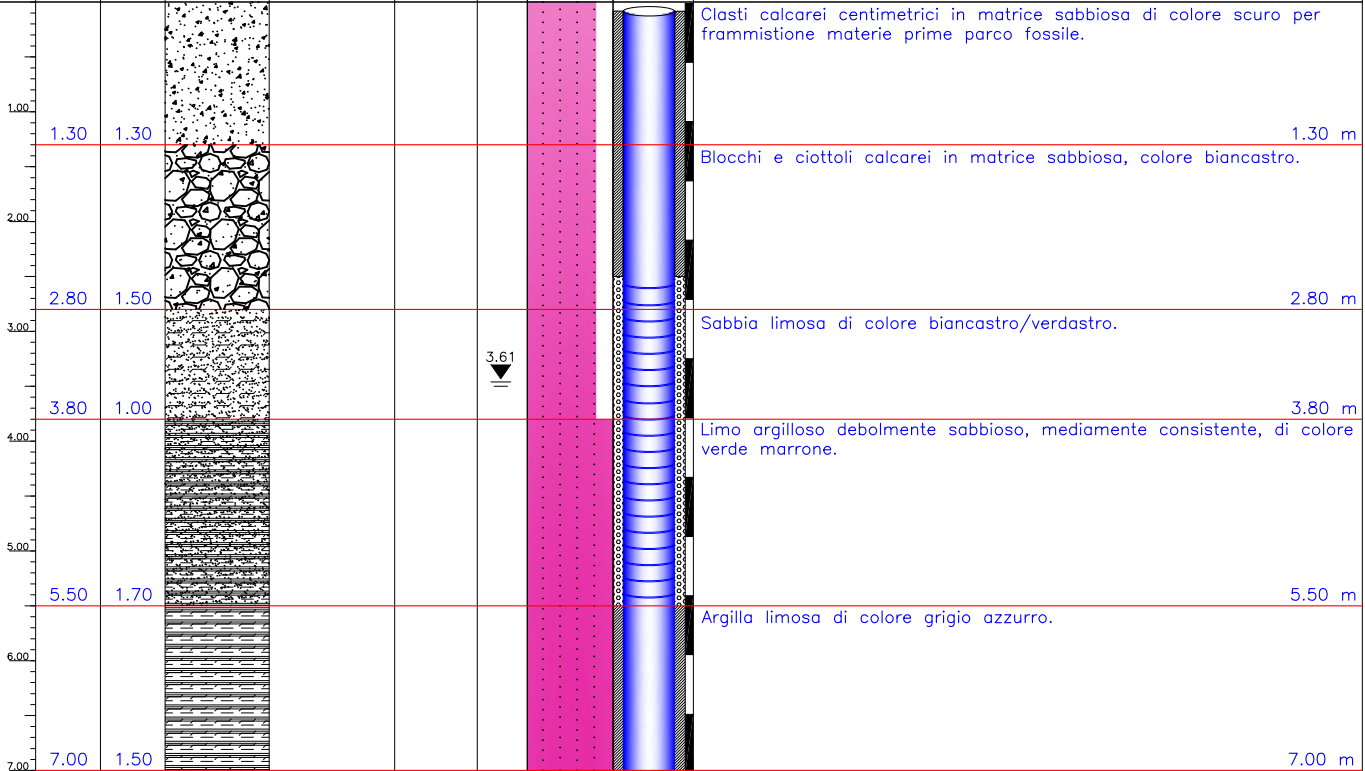 Clasti calcarei centimetrici in matrice sabbiosa di colore scuro per
frammistione materie prime parco fossile.
1.00
1.30 1.30 1.30 m
Blocchi e ciottoli calcarei in matrice sabbiosa, colore biancastro.
2.00
2.80 1.50 2.80 m
Sabbia limosa di colore biancastro/verdastro.
3.00
3.61
3.80 1.00 3.80 m
Limo argilloso debolmente sabbioso, mediamente consistente, di colore
verde marrone.
4.00
5.00
5.50 1.70 5.50 m
Argilla limosa di colore grigio azzurro.
6.00
7.00 1.50 7.00 m
7.00